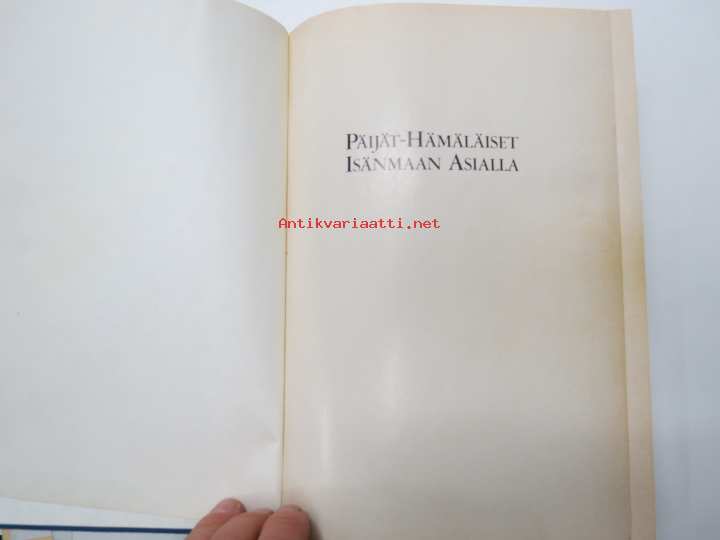 Päijät-Hämäläiset
Isänmaan Asialla
Antikvariaatti.net